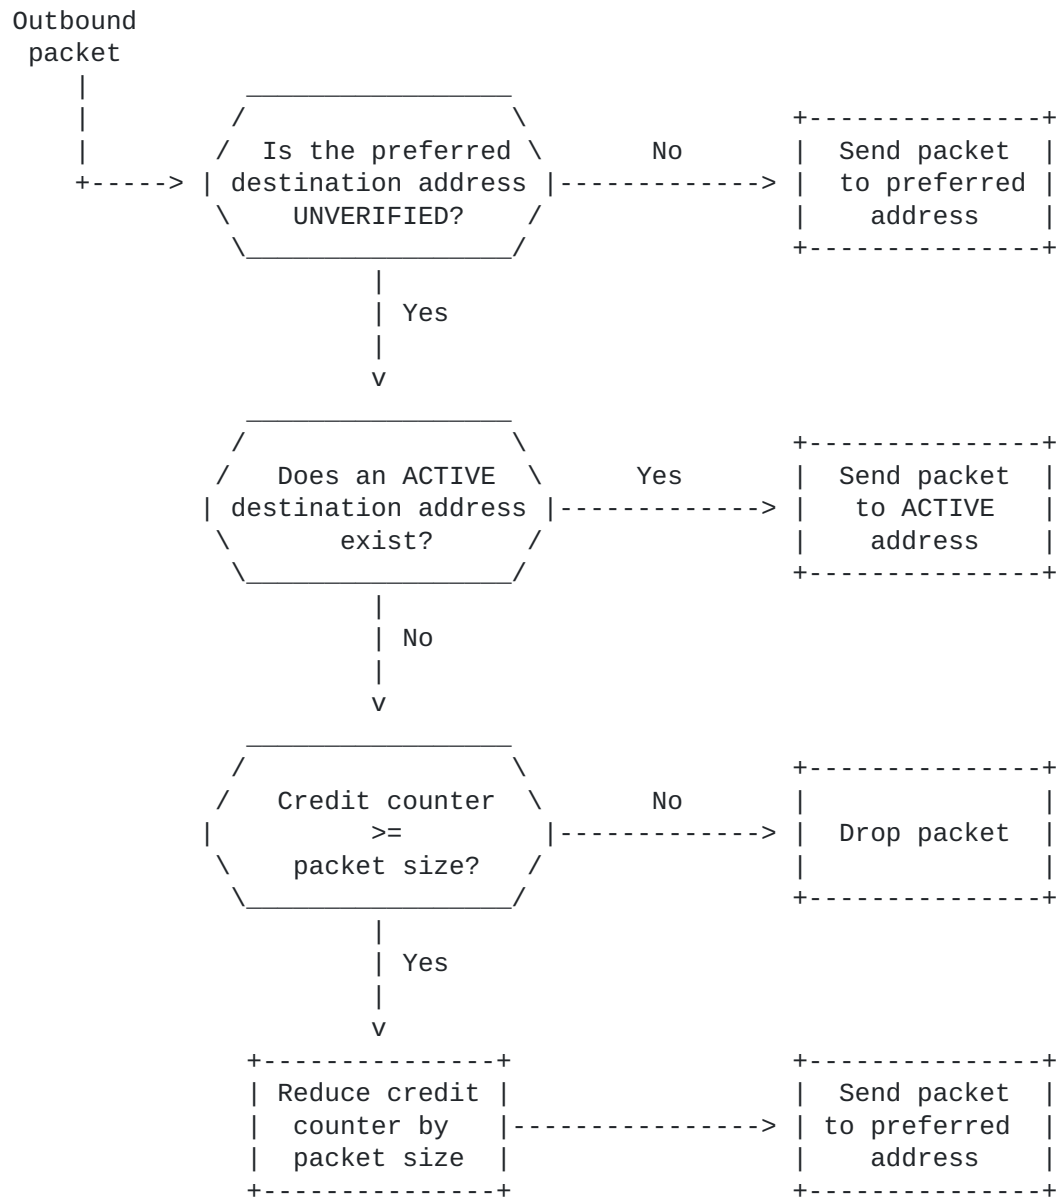 Outbound
packet
Is the preferred
destination address
UNVERIFIED?
No
Send packet
to preferred
address
Yes
Does an ACTIVE
destination address
exist?
Yes
Send packet
to ACTIVE
address
No
Credit counter
>=
packet size?
No
Drop packet
Yes
Reduce credit
counter by
packet size
Send packet
to preferred
address